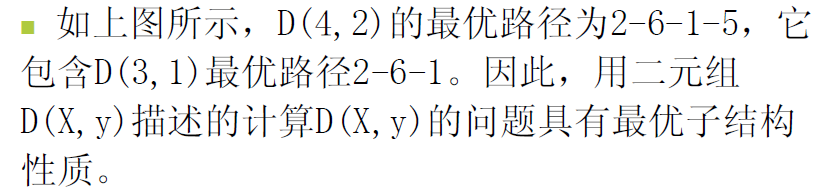 如上图所示，D(4,2)的最优路径为2-6-1-5，它
包含D(3,1)最优路径2-6-1。因此，用二元组
D(X,y)描述的计算D(X,y)的问题具有最优子结构
性质。